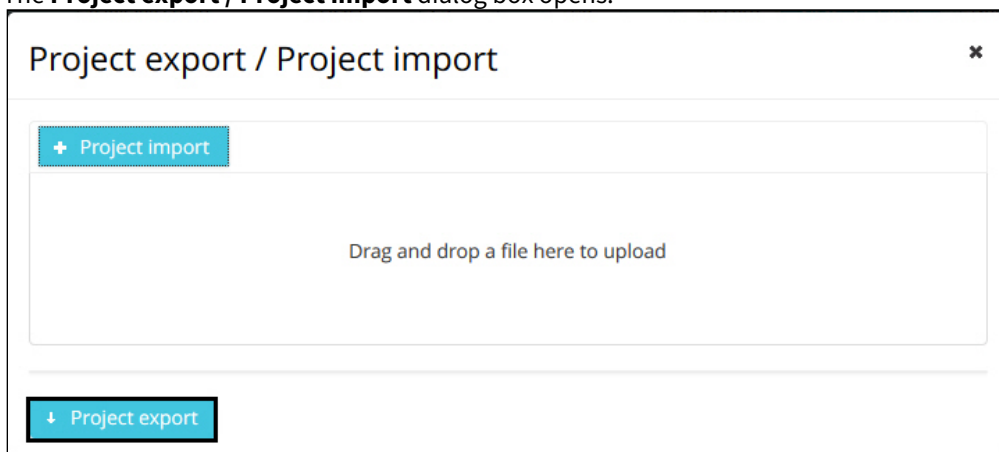 The Project export / Project import dialog box opens.
Project export / Project import
Project import
Drag and drop a file here to upload
Project export